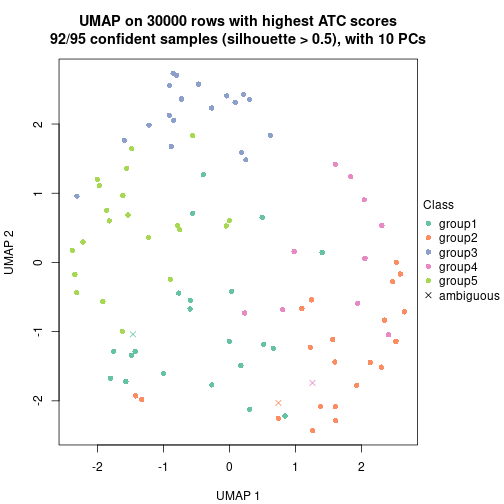 UMAP on 30000 rows with highest ATC scores
92/95 confident samples (silhouette > 0.5), with 10 PCs
UMAP 2
2
1
0
-1
-2
-2
-1
0
1
2
UMAP 1
Class
group1
group2
group3
group4
group5
ambiguous